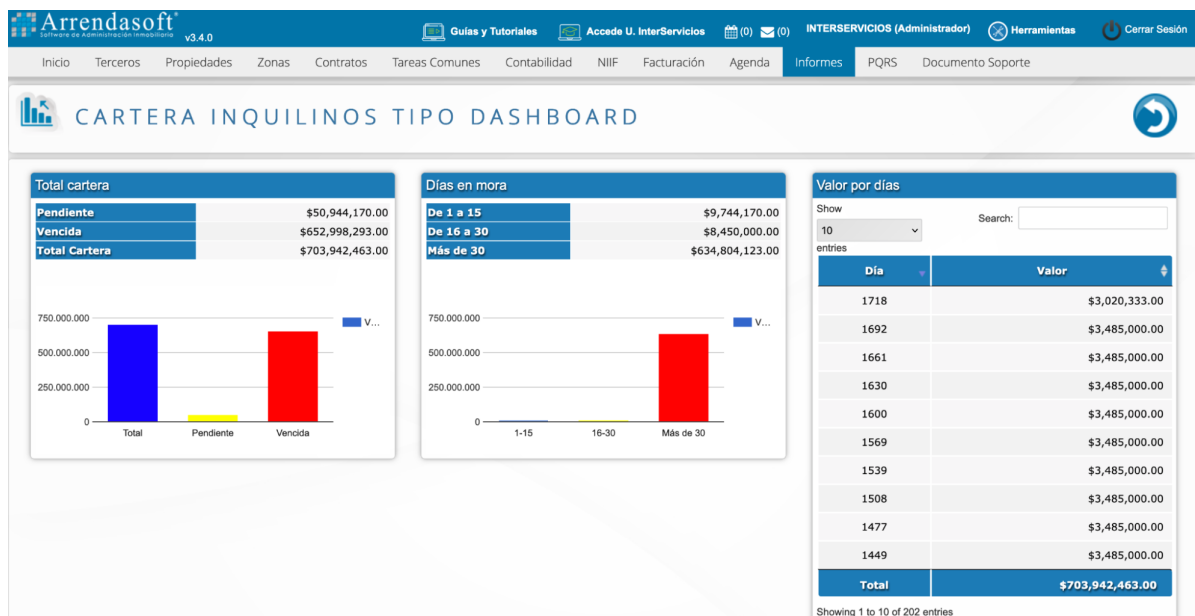 Arrendasoft
Software de Administración Inmobiliaria
v3.4.0
Guías y Tutoriales
Accede U. InterServicios
(0)
(0)
INTERSERVICIOS (Administrador)
Herramientas
Cerrar Sesión
Inicio Terceros Propiedades Zonas Contratos Tareas Comunes Contabilidad NIIF Facturación Agenda Informes PQRS Documento Soporte
CARTERA INQUILINOS TIPO DASHBOARD
Total cartera
Pendiente $50,944,170.00
Vencida $652,998,293.00
Total Cartera $703,942,463.00
750.000.000
500.000.000
250.000.000
0
Total Pendiente Vencida
V...
Días en mora
De 1 a 15 $9,744,170.00
De 16 a 30 $8,450,000.00
Más de 30 $634,804,123.00
750.000.000
500.000.000
250.000.000
0
1-15 16-30 Más de 30
V...
Valor por días
Show
10
entries
Search:
Día Valor
1718 $3,020,333.00
1692 $3,485,000.00
1661 $3,485,000.00
1630 $3,485,000.00
1600 $3,485,000.00
1569 $3,485,000.00
1539 $3,485,000.00
1508 $3,485,000.00
1477 $3,485,000.00
1449 $3,485,000.00
Total $703,942,463.00
Showing 1 to 10 of 202 entries